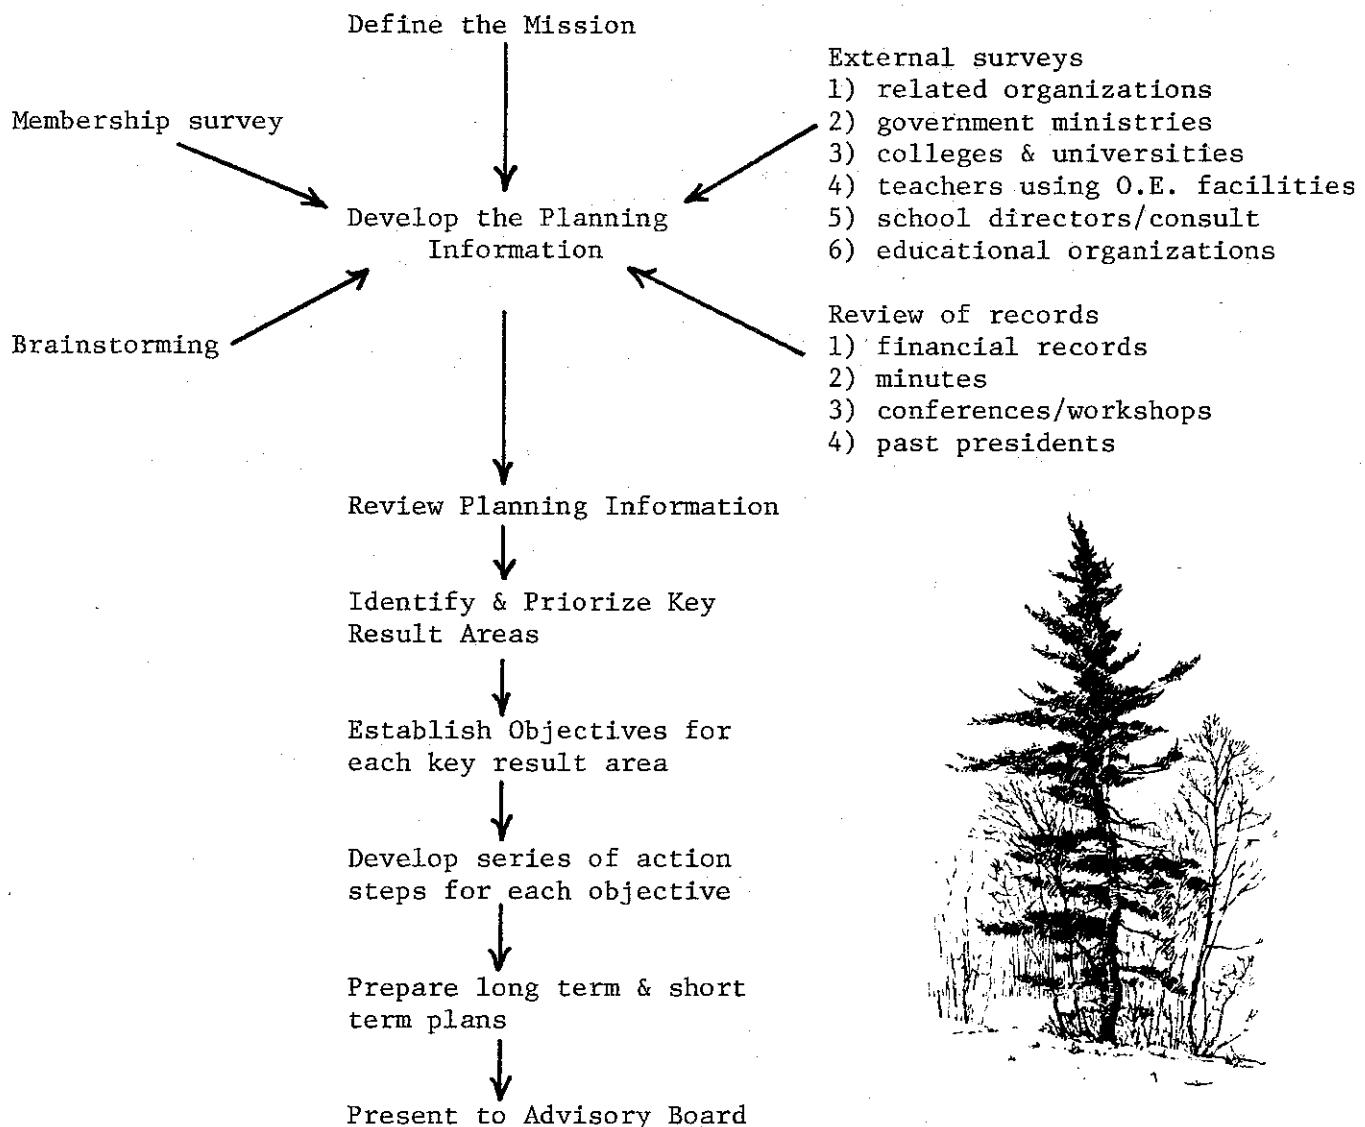 Define the Mission
Membership survey
External surveys
1) related organizations
2) government ministries
3) colleges & universities
4) teachers using O.E. facilities
5) school directors/consult
6) educational organizations
Develop the Planning
Information
Brainstorming
Review of records
1) financial records
2) minutes
3) conferences/workshops
4) past presidents
Review Planning Information
Identify & Priorize Key
Result Areas
Establish Objectives for
each key result area
Develop series of action
steps for each objective
Prepare long term & short
term plans
Present to Advisory Board